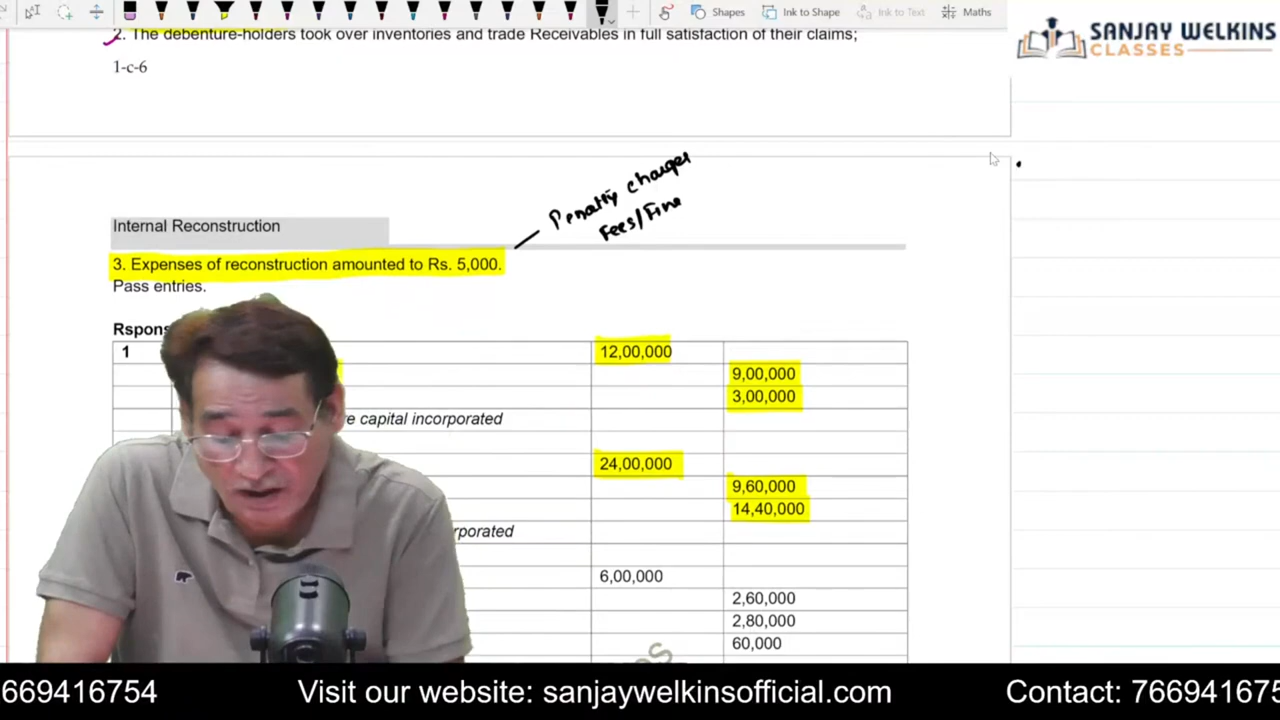 Shapes Ink to Shape Ink to Text Maths
SANJAY WELKINS
CLASSES
2. The debenture-holders took over inventories and trade Receivables in full satisfaction of their claims;
1-c-6
Penalty charges
Fees/Fine
Internal Reconstruction
3. Expenses of reconstruction amounted to Rs. 5,000.
Pass entries.
Rspons
1 12,00,000
9,00,000
3,00,000
capital incorporated
24,00,000
9,60,000
14,40,000
rporated
6,00,000
2,60,000
2,80,000
60,000
669416754 Visit our website: sanjaywelkinsofficial.com Contact: 766941675